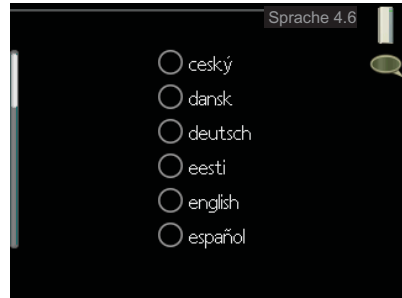 Sprache 4.6
ceský
dansk
deutsch
eesti
english
español